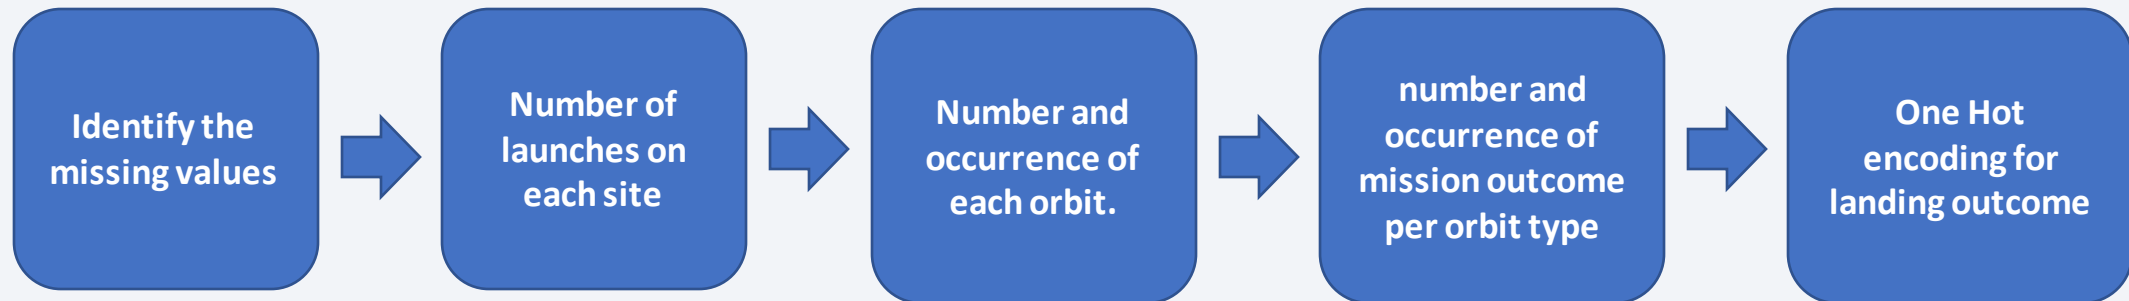 Identify the
missing values
Number of
launches on
each site
Number and
occurrence of
each orbit.
number and
occurrence of
mission outcome
per orbit type
One Hot
encoding for
landing outcome